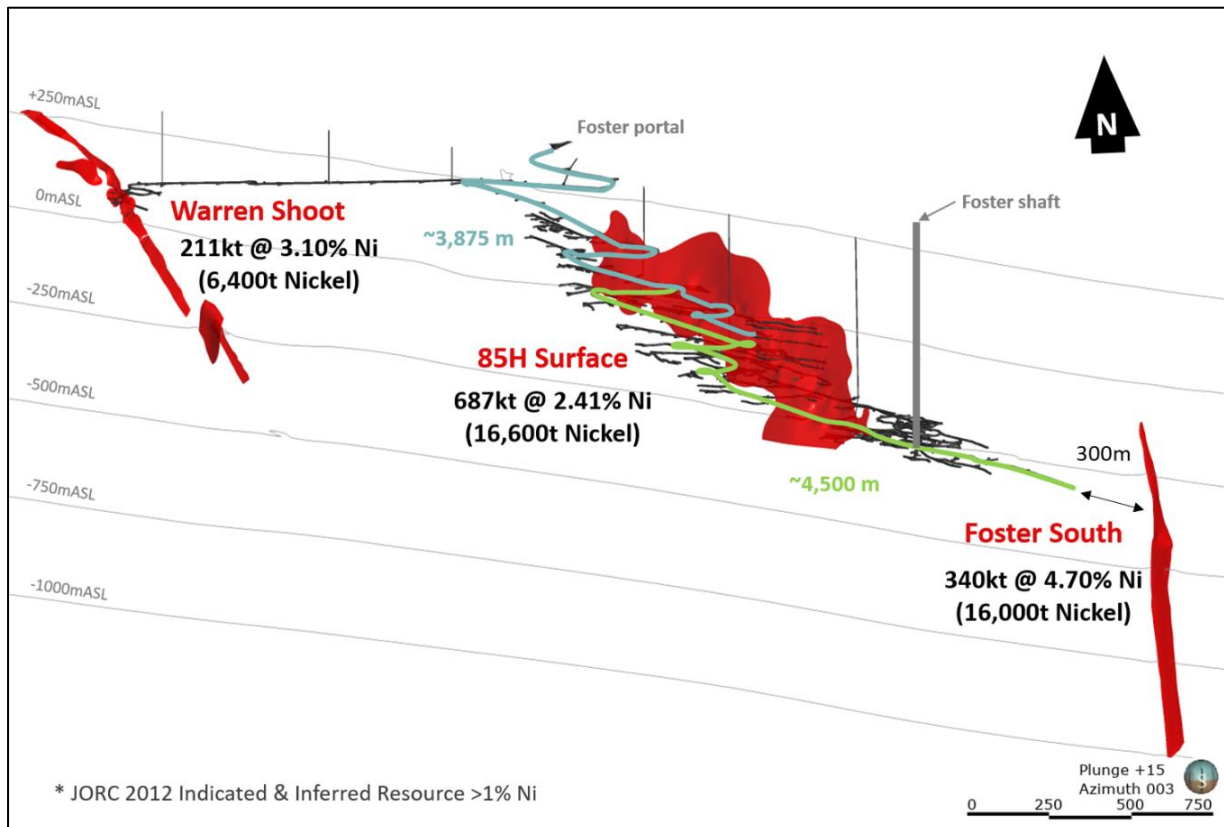 +250mASL
Foster portal
N
0mASL
Warren Shoot
211kt @ 3.10% Ni
(6,400t Nickel)
~3,875 m
Foster shaft
-250mASL
85H Surface
687kt @ 2.41% Ni
(16,600t Nickel)
-500mASL
~4,500 m
300m
-750mASL
Foster South
340kt @ 4.70% Ni
(16,000t Nickel)
-1000mASL
* JORC 2012 Indicated & Inferred Resource >1% Ni
Plunge +15
Azimuth 003
0 250 500 750